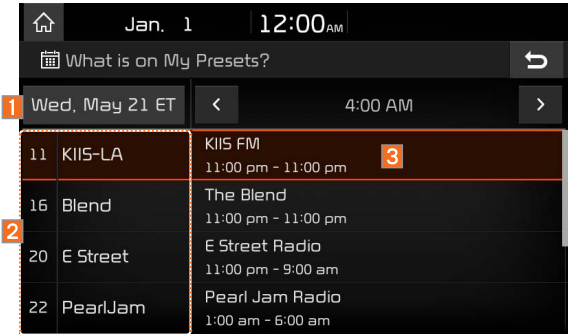 Jan. 1 12:00 AM
What is on My Presets?
1 Wed, May 21 ET 4:00 AM
11 KIIS-LA KIIS FM
11:00 pm - 11:00 pm 3
2
16 Blend The Blend
11:00 pm - 11:00 pm
20 E Street E Street Radio
11:00 pm - 9:00 am
22 PearlJam Pearl Jam Radio
1:00 am - 6:00 am